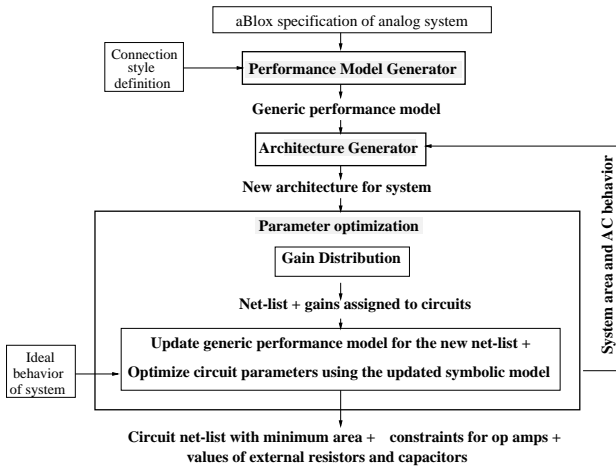 aBlox specification of analog system
Connection
style
definition
Performance Model Generator
Generic performance model
Architecture Generator
New architecture for system
System area and AC behavior
Parameter optimization
Gain Distribution
Net-list + gains assigned to circuits
Ideal
behavior
of system
Update generic performance model for the new net-list +
Optimize circuit parameters using the updated symbolic model
Circuit net-list with minimum area + constraints for op amps +
values of external resistors and capacitors